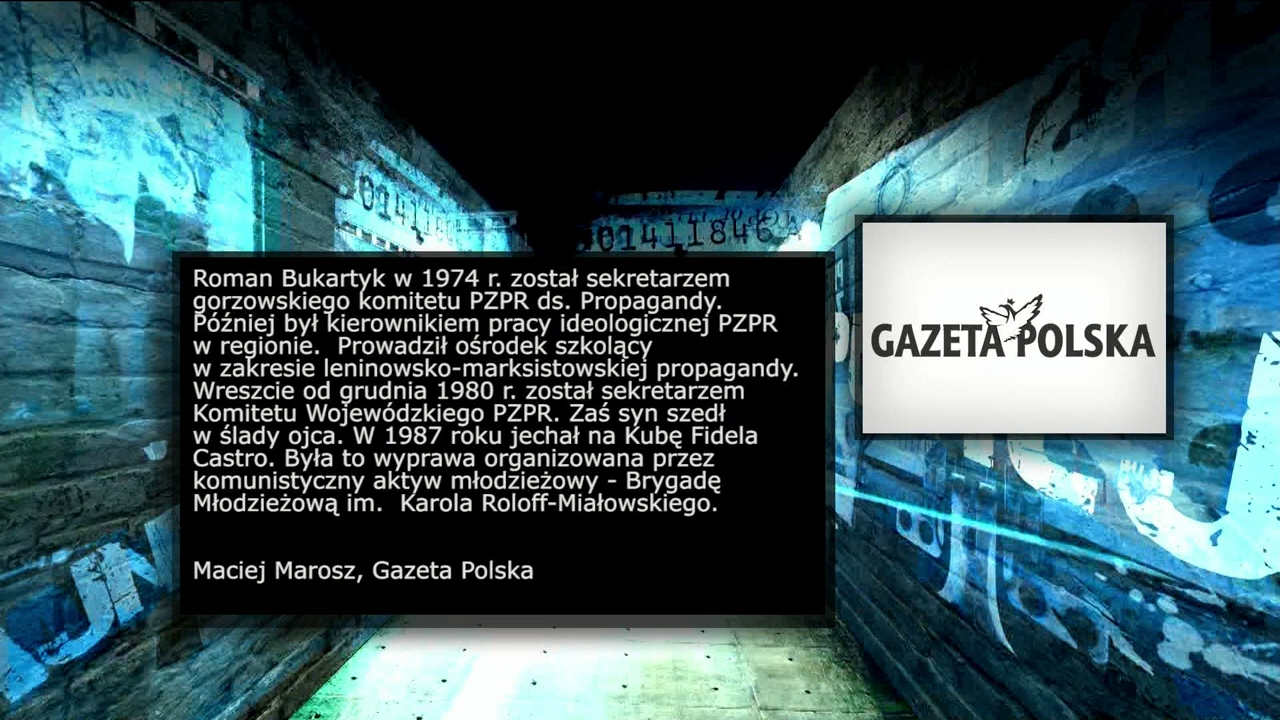 01411846
01411846
Roman Bukartyk w 1974 r. został sekretarzem
gorzowskiego komitetu PZPR ds. Propagandy.
Później był kierownikiem pracy ideologicznej PZPR
w regionie.  Prowadził ośrodek szkolący
w zakresie leninowsko-marksistowskiej propagandy.
Wreszcie od grudnia 1980 r. został sekretarzem
Komitetu Wojewódzkiego PZPR. Zaś syn szedł
w ślady ojca. W 1987 roku jechał na Kubę Fidela
Castro. Była to wyprawa organizowana przez
komunistyczny aktyw młodzieżowy - Brygadę
Młodzieżową im.  Karola Roloff-Miałowskiego.
Maciej Marosz, Gazeta Polska
GAZETA POLSKA